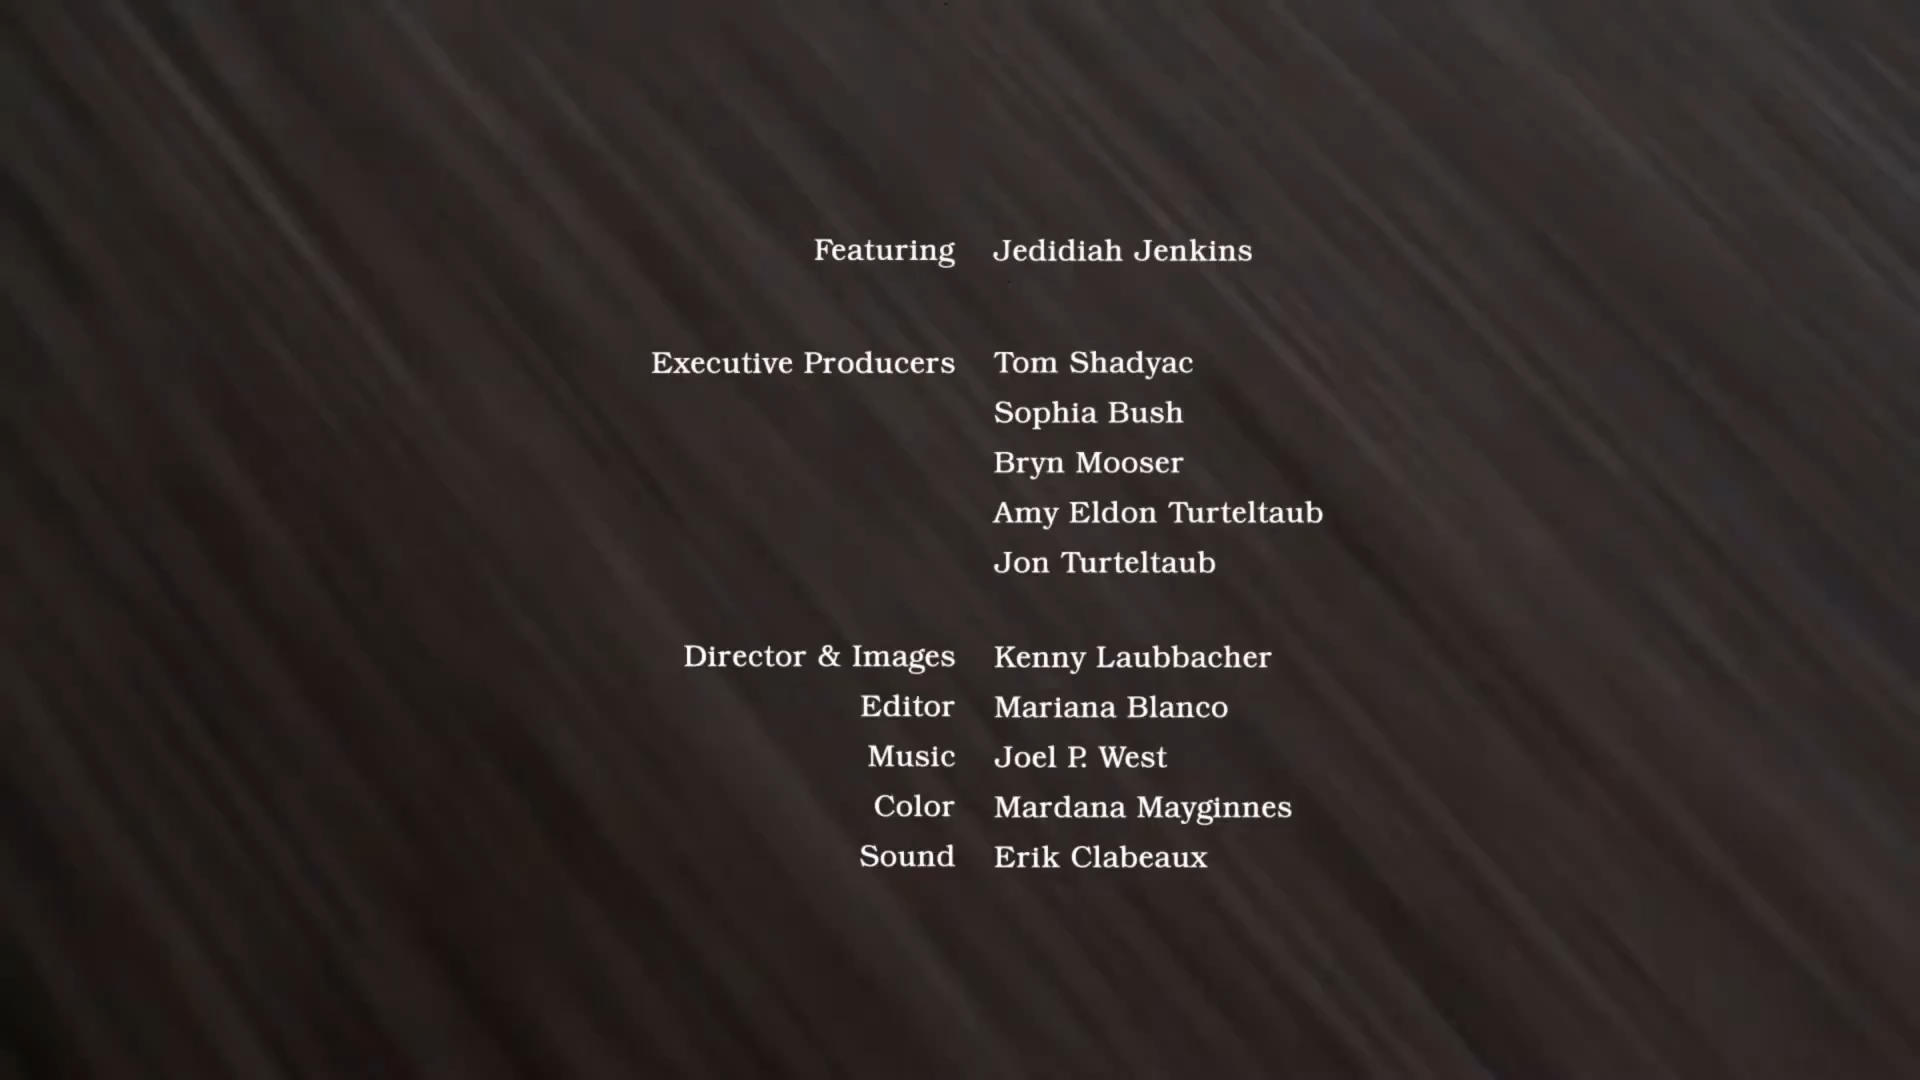 Featuring Jedidiah Jenkins
Executive Producers Tom Shadyac
Sophia Bush
Bryn Mooser
Amy Eldon Turteltaub
Jon Turteltaub
Director & Images Kenny Laubbacher
Editor Mariana Blanco
Music Joel P. West
Color Mardana Mayginnes
Sound Erik Clabeaux